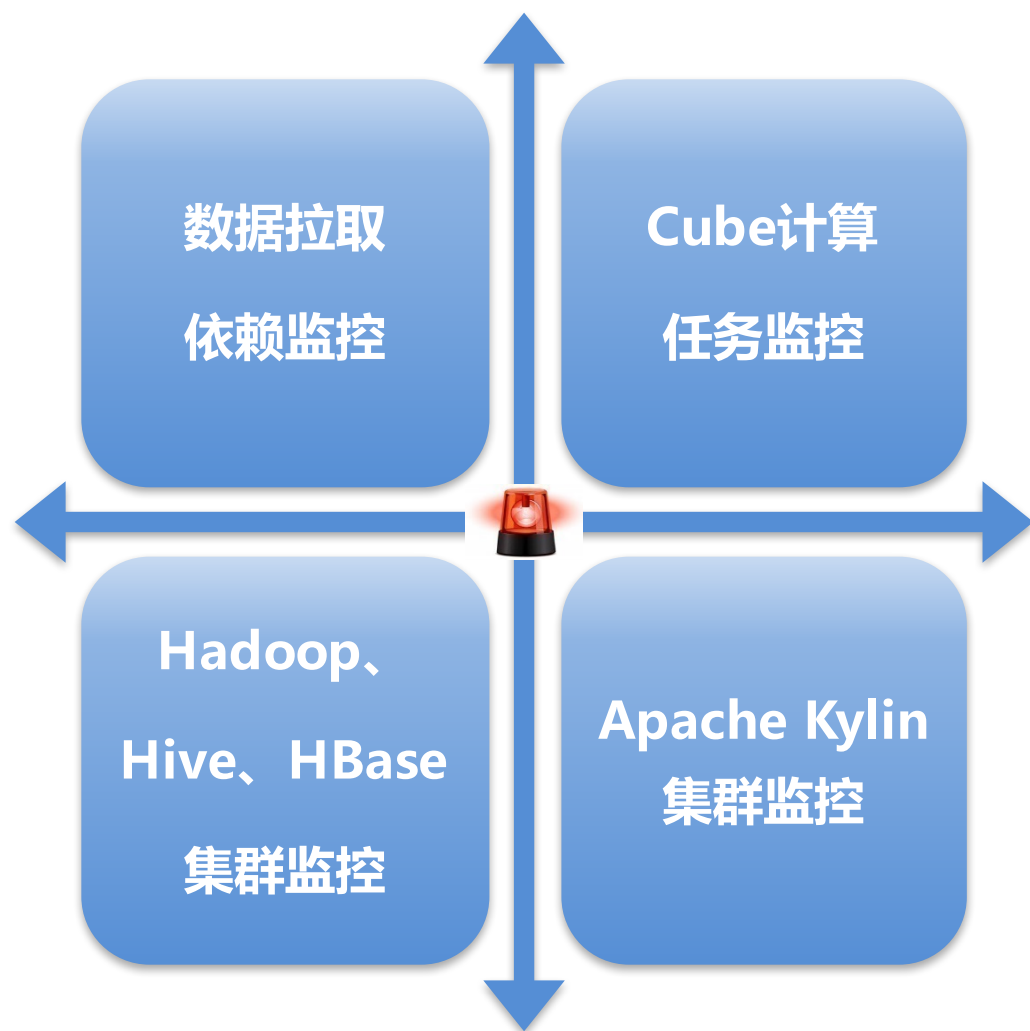 数据拉取
依赖监控
Cube计算
任务监控
Hadoop、
Hive、HBase
集群监控
Apache Kylin
集群监控